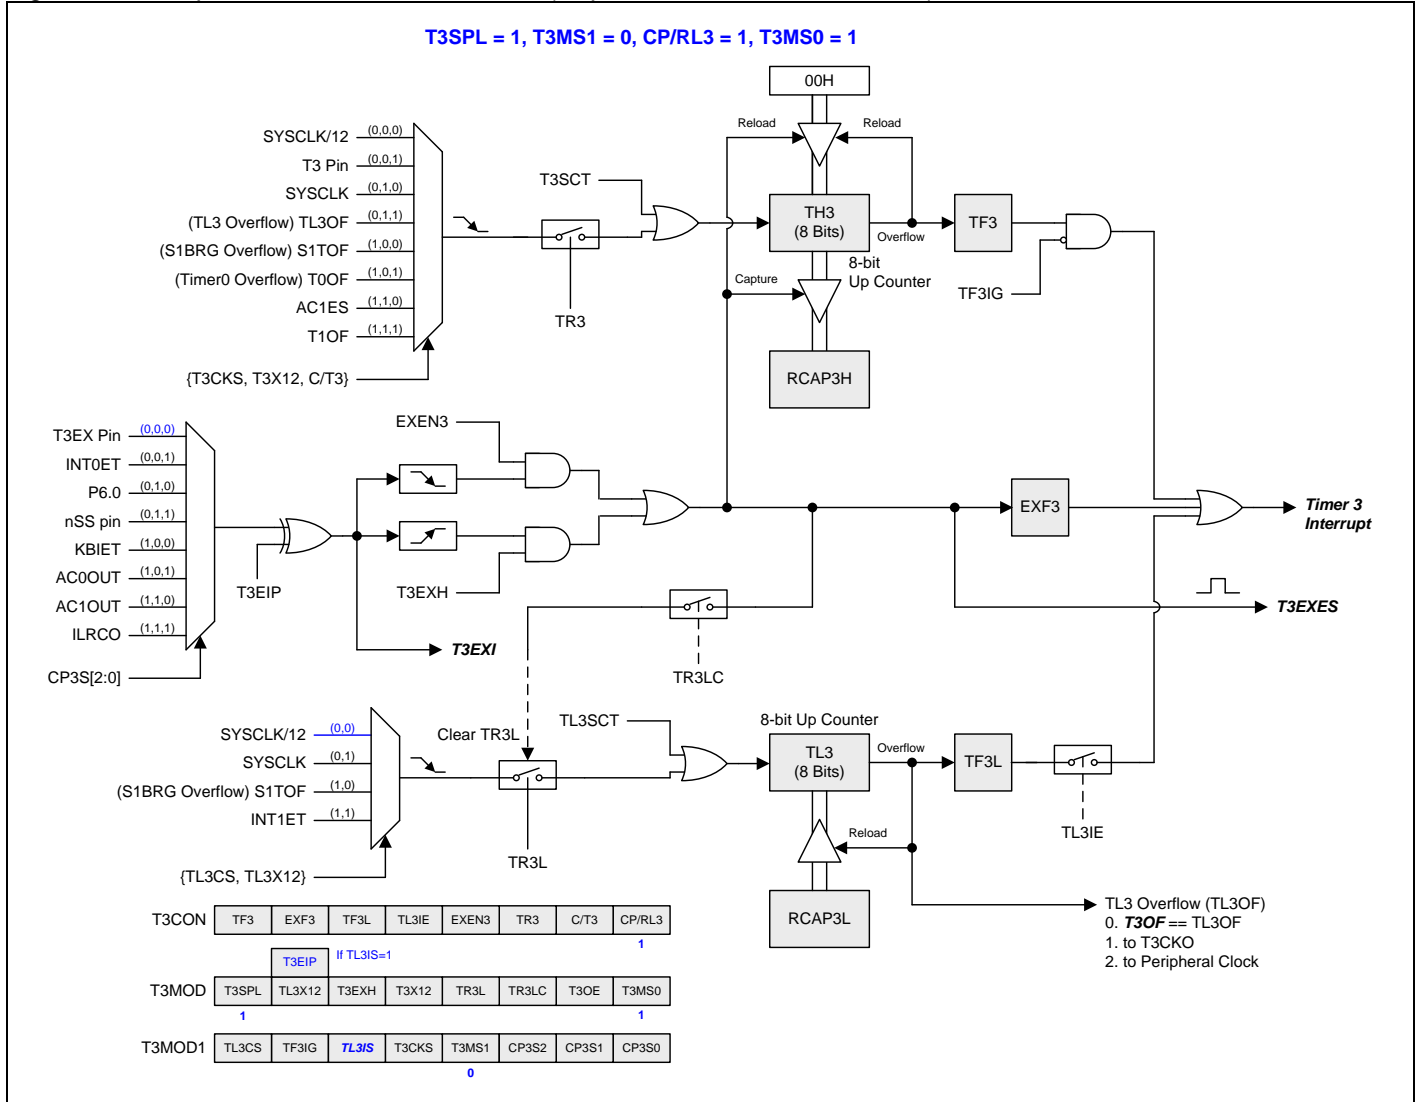 T3SPL = 1, T3MS1 = 0, CP/RL3 = 1, T3MS0 = 1
00H
Reload
Reload
SYSCLK/12
(0,0,0)
T3 Pin
(0,0,1)
SYSCLK
(0,1,0)
(TL3 Overflow) TL3OF
(0,1,1)
(S1BRG Overflow) S1TOF
(1,0,0)
(Timer0 Overflow) T0OF
(1,0,1)
AC1ES
(1,1,0)
T1OF
(1,1,1)
{T3CKS, T3X12, C/T3}
T3SCT
TR3
TH3
(8 Bits)
Overflow
8-bit
Up Counter
TF3
TF3IG
Capture
RCAP3H
T3EX Pin
(0,0,0)
INT0ET
(0,0,1)
P6.0
(0,1,0)
nSS pin
(0,1,1)
KBIET
(1,0,0)
AC0OUT
(1,0,1)
AC1OUT
(1,1,0)
ILRCO
(1,1,1)
CP3S[2:0]
T3EIP
EXEN3
T3EXH
T3EXI
EXF3
Timer 3
Interrupt
T3EXES
TR3LC
SYSCLK/12
(0,0)
SYSCLK
(0,1)
(S1BRG Overflow) S1TOF
(1,0)
INT1ET
(1,1)
{TL3CS, TL3X12}
Clear TR3L
TR3L
TL3SCT
8-bit Up Counter
TL3
(8 Bits)
Overflow
TF3L
TL3IE
Reload
RCAP3L
TL3 Overflow (TL3OF)
0. T3OF == TL3OF
1. to T3CKO
2. to Peripheral Clock
T3CON TF3 EXF3 TF3L TL3IE EXEN3 TR3 C/T3 CP/RL3
1
T3EIP If TL3IS=1
T3MOD T3SPL TL3X12 T3EXH T3X12 TR3L TR3LC T3OE T3MS0
1 1
T3MOD1 TL3CS TF3IG TL3IS T3CKS T3MS1 CP3S2 CP3S1 CP3S0
0